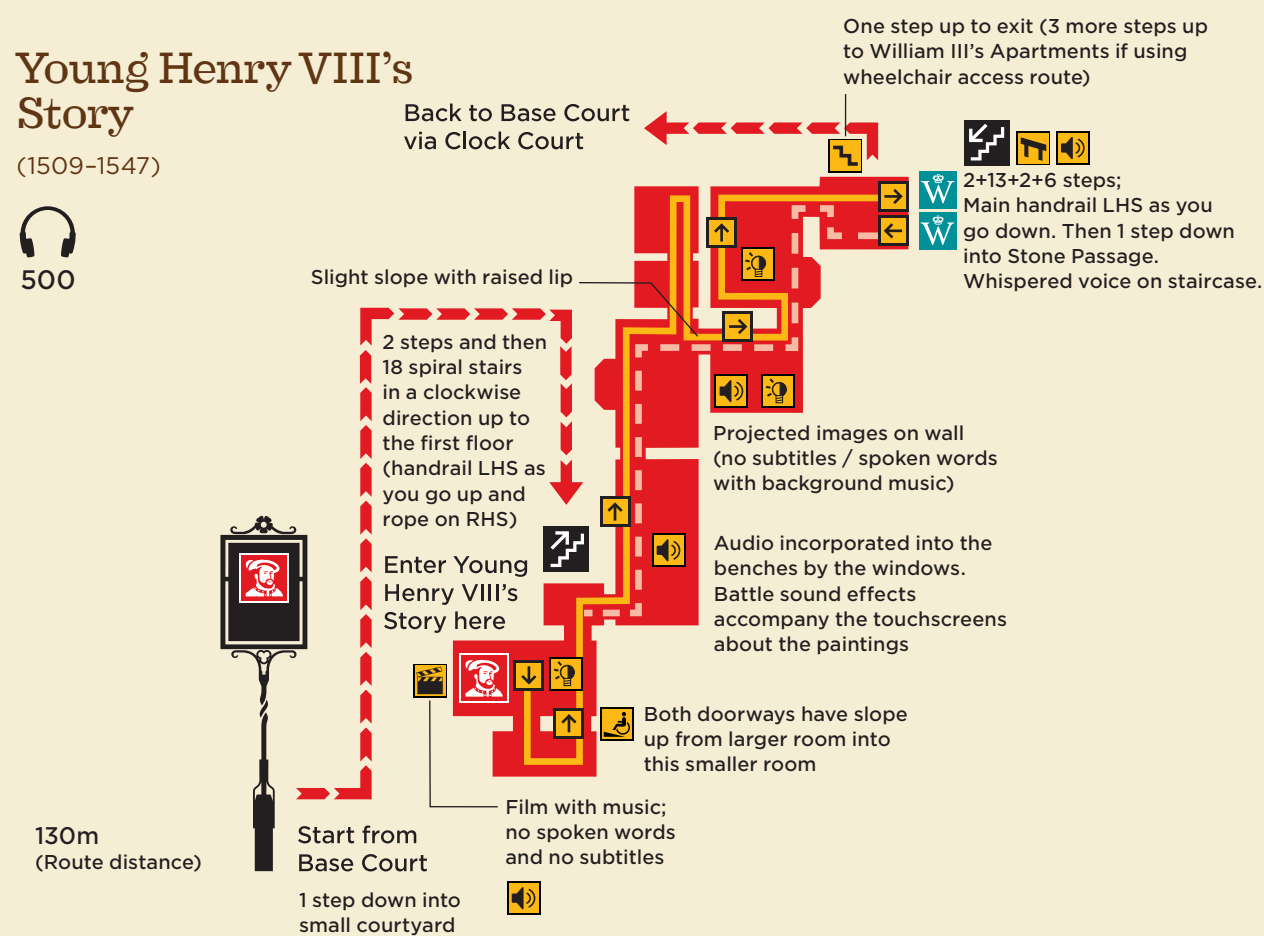 Young Henry VIII's
Story
(1509–1547)
500
One step up to exit (3 more steps up
to William III's Apartments if using
wheelchair access route)
Back to Base Court
via Clock Court
W
W
2+13+2+6 steps;
Main handrail LHS as you
go down. Then 1 step down
into Stone Passage.
Whispered voice on staircase.
Slight slope with raised lip
2 steps and then
18 spiral stairs
in a clockwise
direction up to
the first floor
(handrail LHS as
you go up and
rope on RHS)
Projected images on wall
(no subtitles / spoken words
with background music)
Enter Young
Henry VIII's
Story here
Audio incorporated into the
benches by the windows.
Battle sound effects
accompany the touchscreens
about the paintings
Both doorways have slope
up from larger room into
this smaller room
Film with music;
no spoken words
and no subtitles
130m
(Route distance)
Start from
Base Court
1 step down into
small courtyard